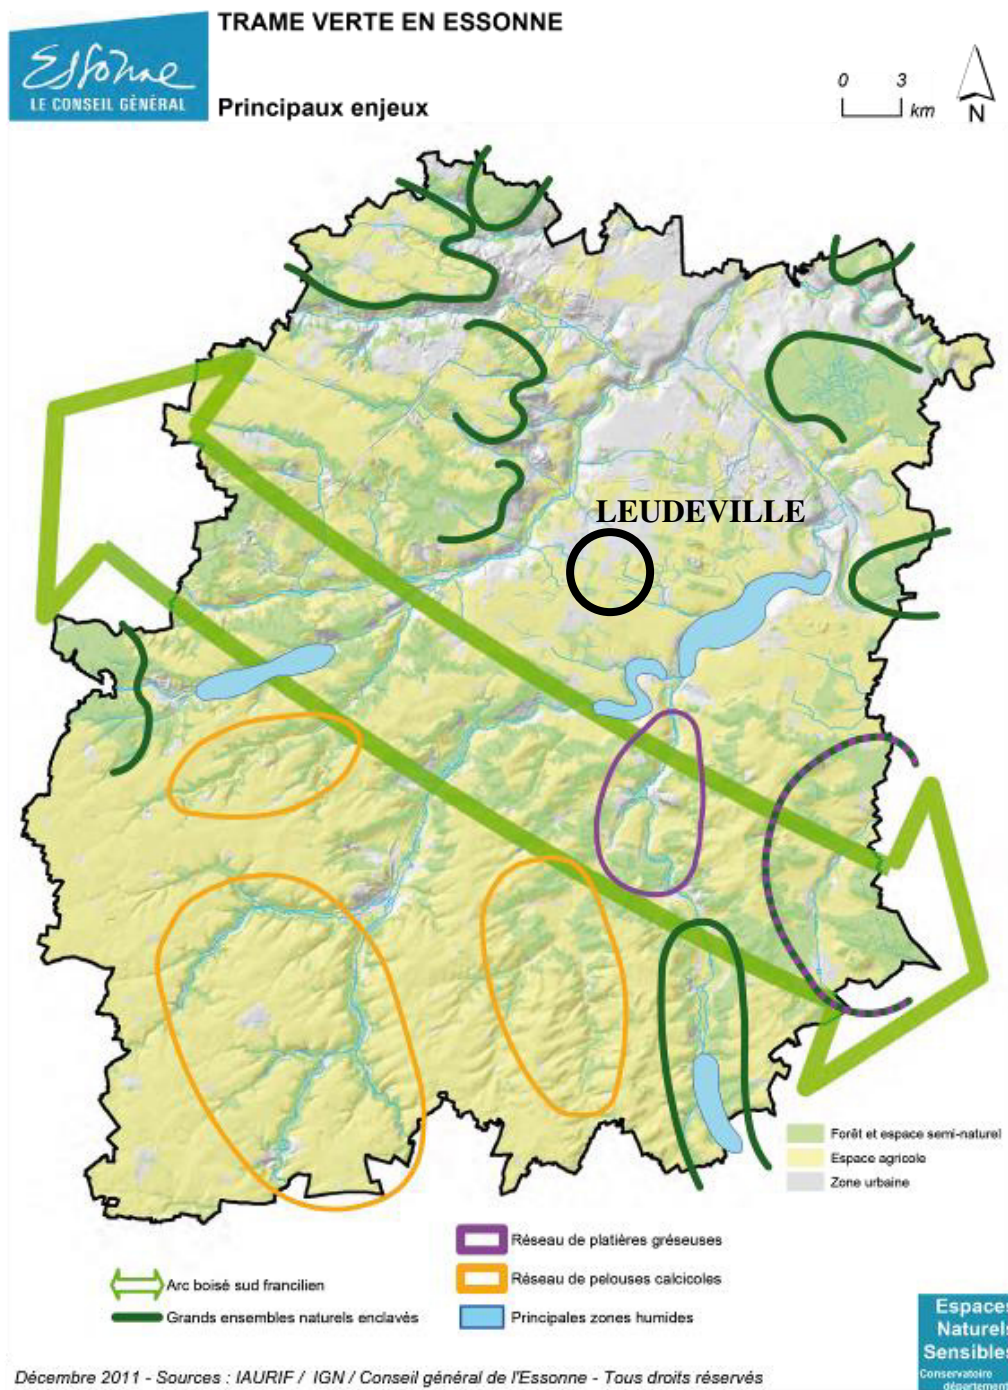 TRAME VERTE EN ESSONNE
Essonne
LE CONSEIL GÉNÉRAL
Principaux enjeux
0 3
km
N
LEUDEVILLE
Forêt et espace semi-naturel
Espace agricole
Zone urbaine
Réseau de platières gréseuses
Arc boisé sud francilien
Réseau de pelouses calcicoles
Grands ensembles naturels enclavés
Principales zones humides
Espaces
Naturels
Sensibles
Conservatoire
Décembre 2011 - Sources : IAURIF / IGN / Conseil général de l'Essonne - Tous droits réservés